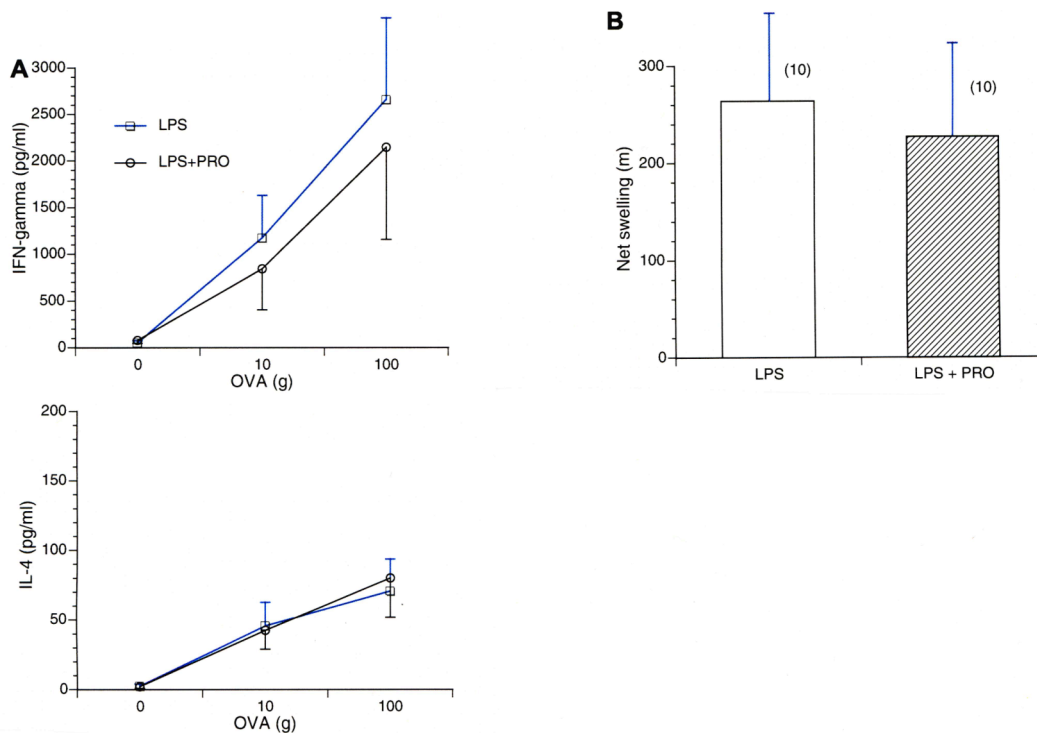 A
3000
2500
2000
1500
1000
500
0
IFN-gamma (pg/ml)
LPS
LPS+PRO
0 10 100
OVA (g)
B
300
200
100
0
Net swelling (m)
(10)
(10)
LPS LPS + PRO
200
150
100
50
0
IL-4 (pg/ml)
0 10 100
OVA (g)